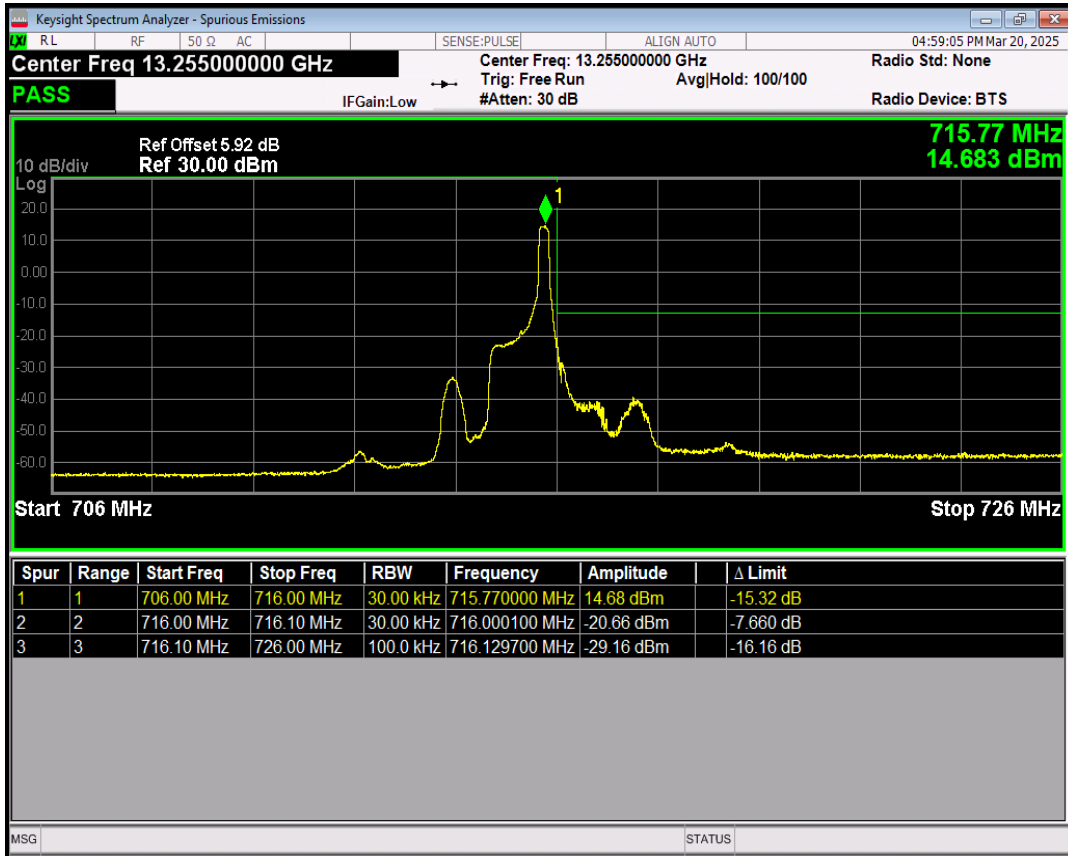 Keysight Spectrum Analyzer - Spurious Emissions
LXI RL RF 50 Ω AC SENSE:PULSE ALIGN AUTO 04:59:05 PM Mar 20, 2025
Center Freq 13.255000000 GHz Center Freq: 13.255000000 GHz Radio Std: None
Trig: Free Run Avg|Hold: 100/100
PASS IFGain:Low #Atten: 30 dB Radio Device: BTS
715.77 MHz
Ref Offset 5.92 dB
14.683 dBm
10 dB/div Ref 30.00 dBm
Log
1
20.0
10.0
0.00
-10.0
-20.0
-30.0
-40.0
-50.0
-60.0
Start 706 MHz Stop 726 MHz
Spur Range Start Freq Stop Freq RBW Frequency Amplitude Δ Limit
1 1 706.00 MHz 716.00 MHz 30.00 kHz 715.770000 MHz 14.68 dBm -15.32 dB
2 2 716.00 MHz 716.10 MHz 30.00 kHz 716.000100 MHz -20.66 dBm -7.660 dB
3 3 716.10 MHz 726.00 MHz 100.0 kHz 716.129700 MHz -29.16 dBm -16.16 dB
MSG STATUS